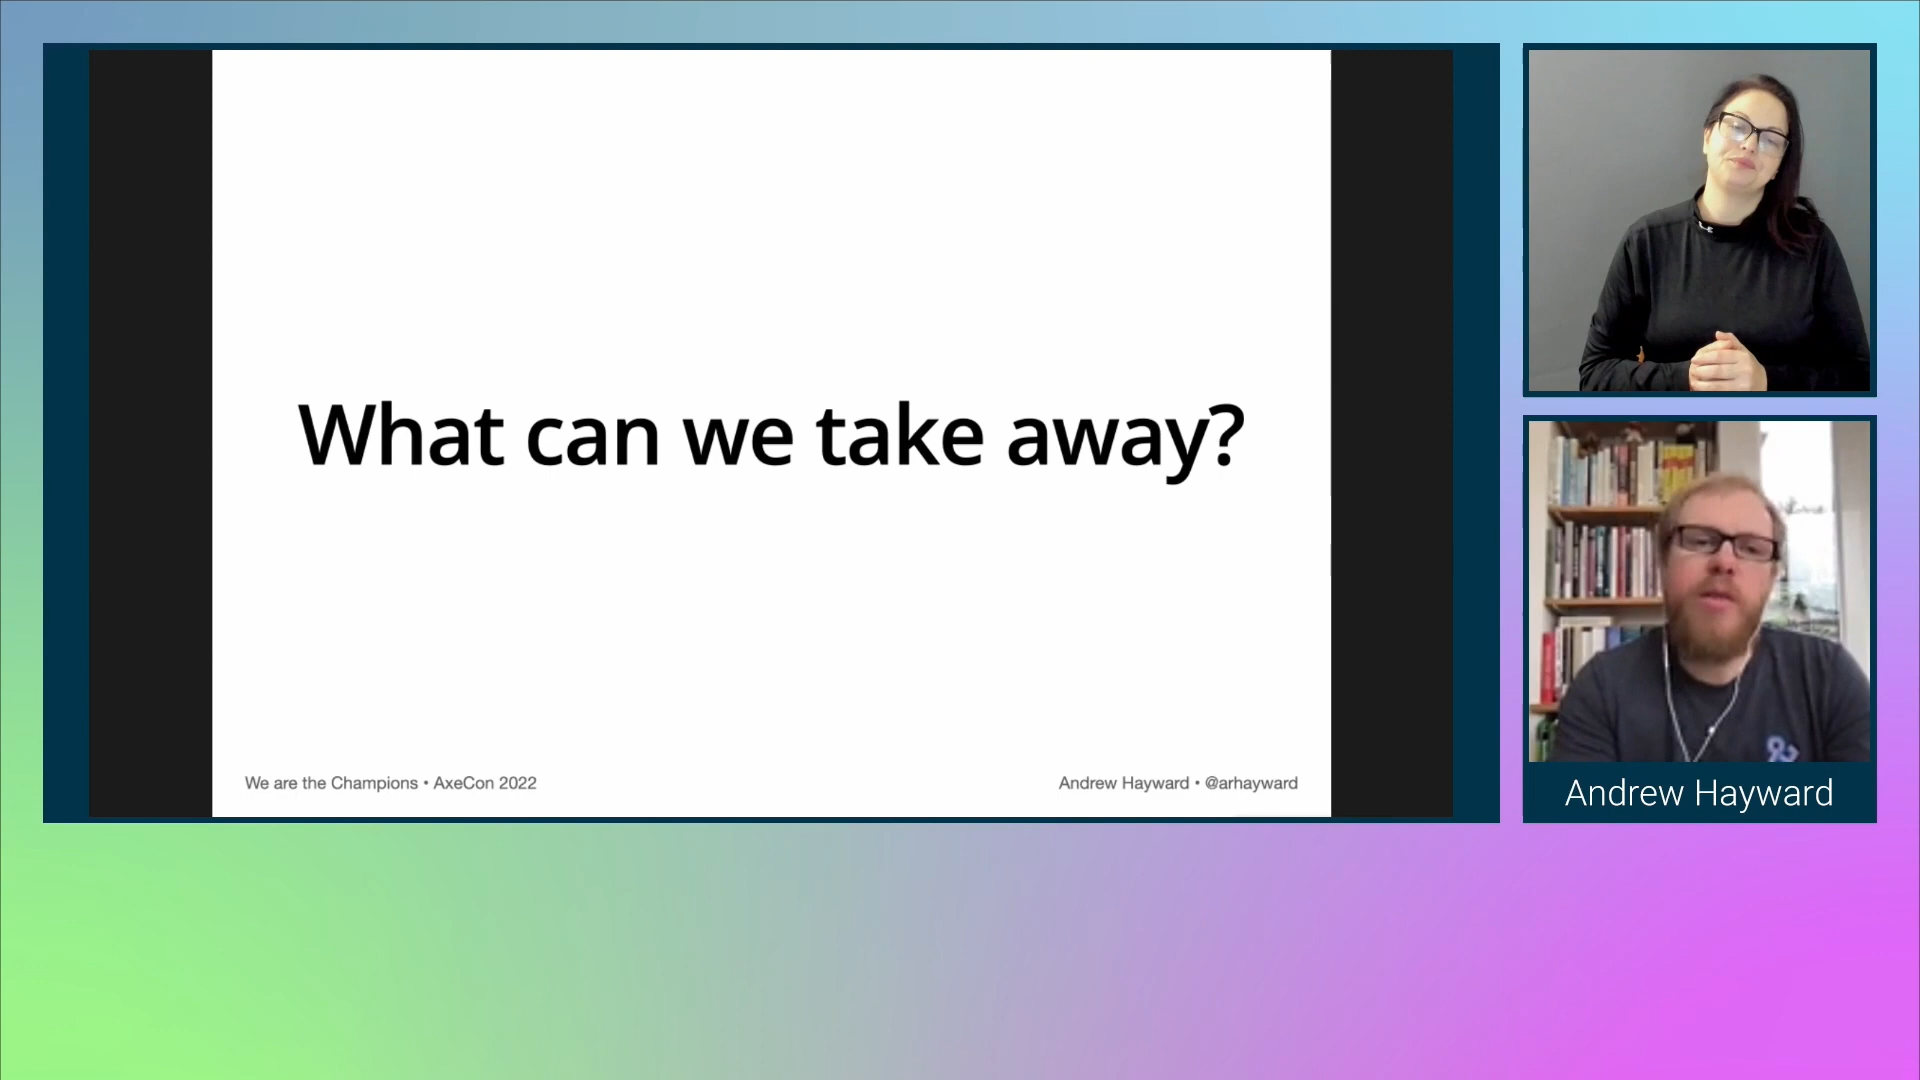 What can we take away?
We are the Champions • AxeCon 2022
Andrew Hayward • @arhayward
Andrew Hayward